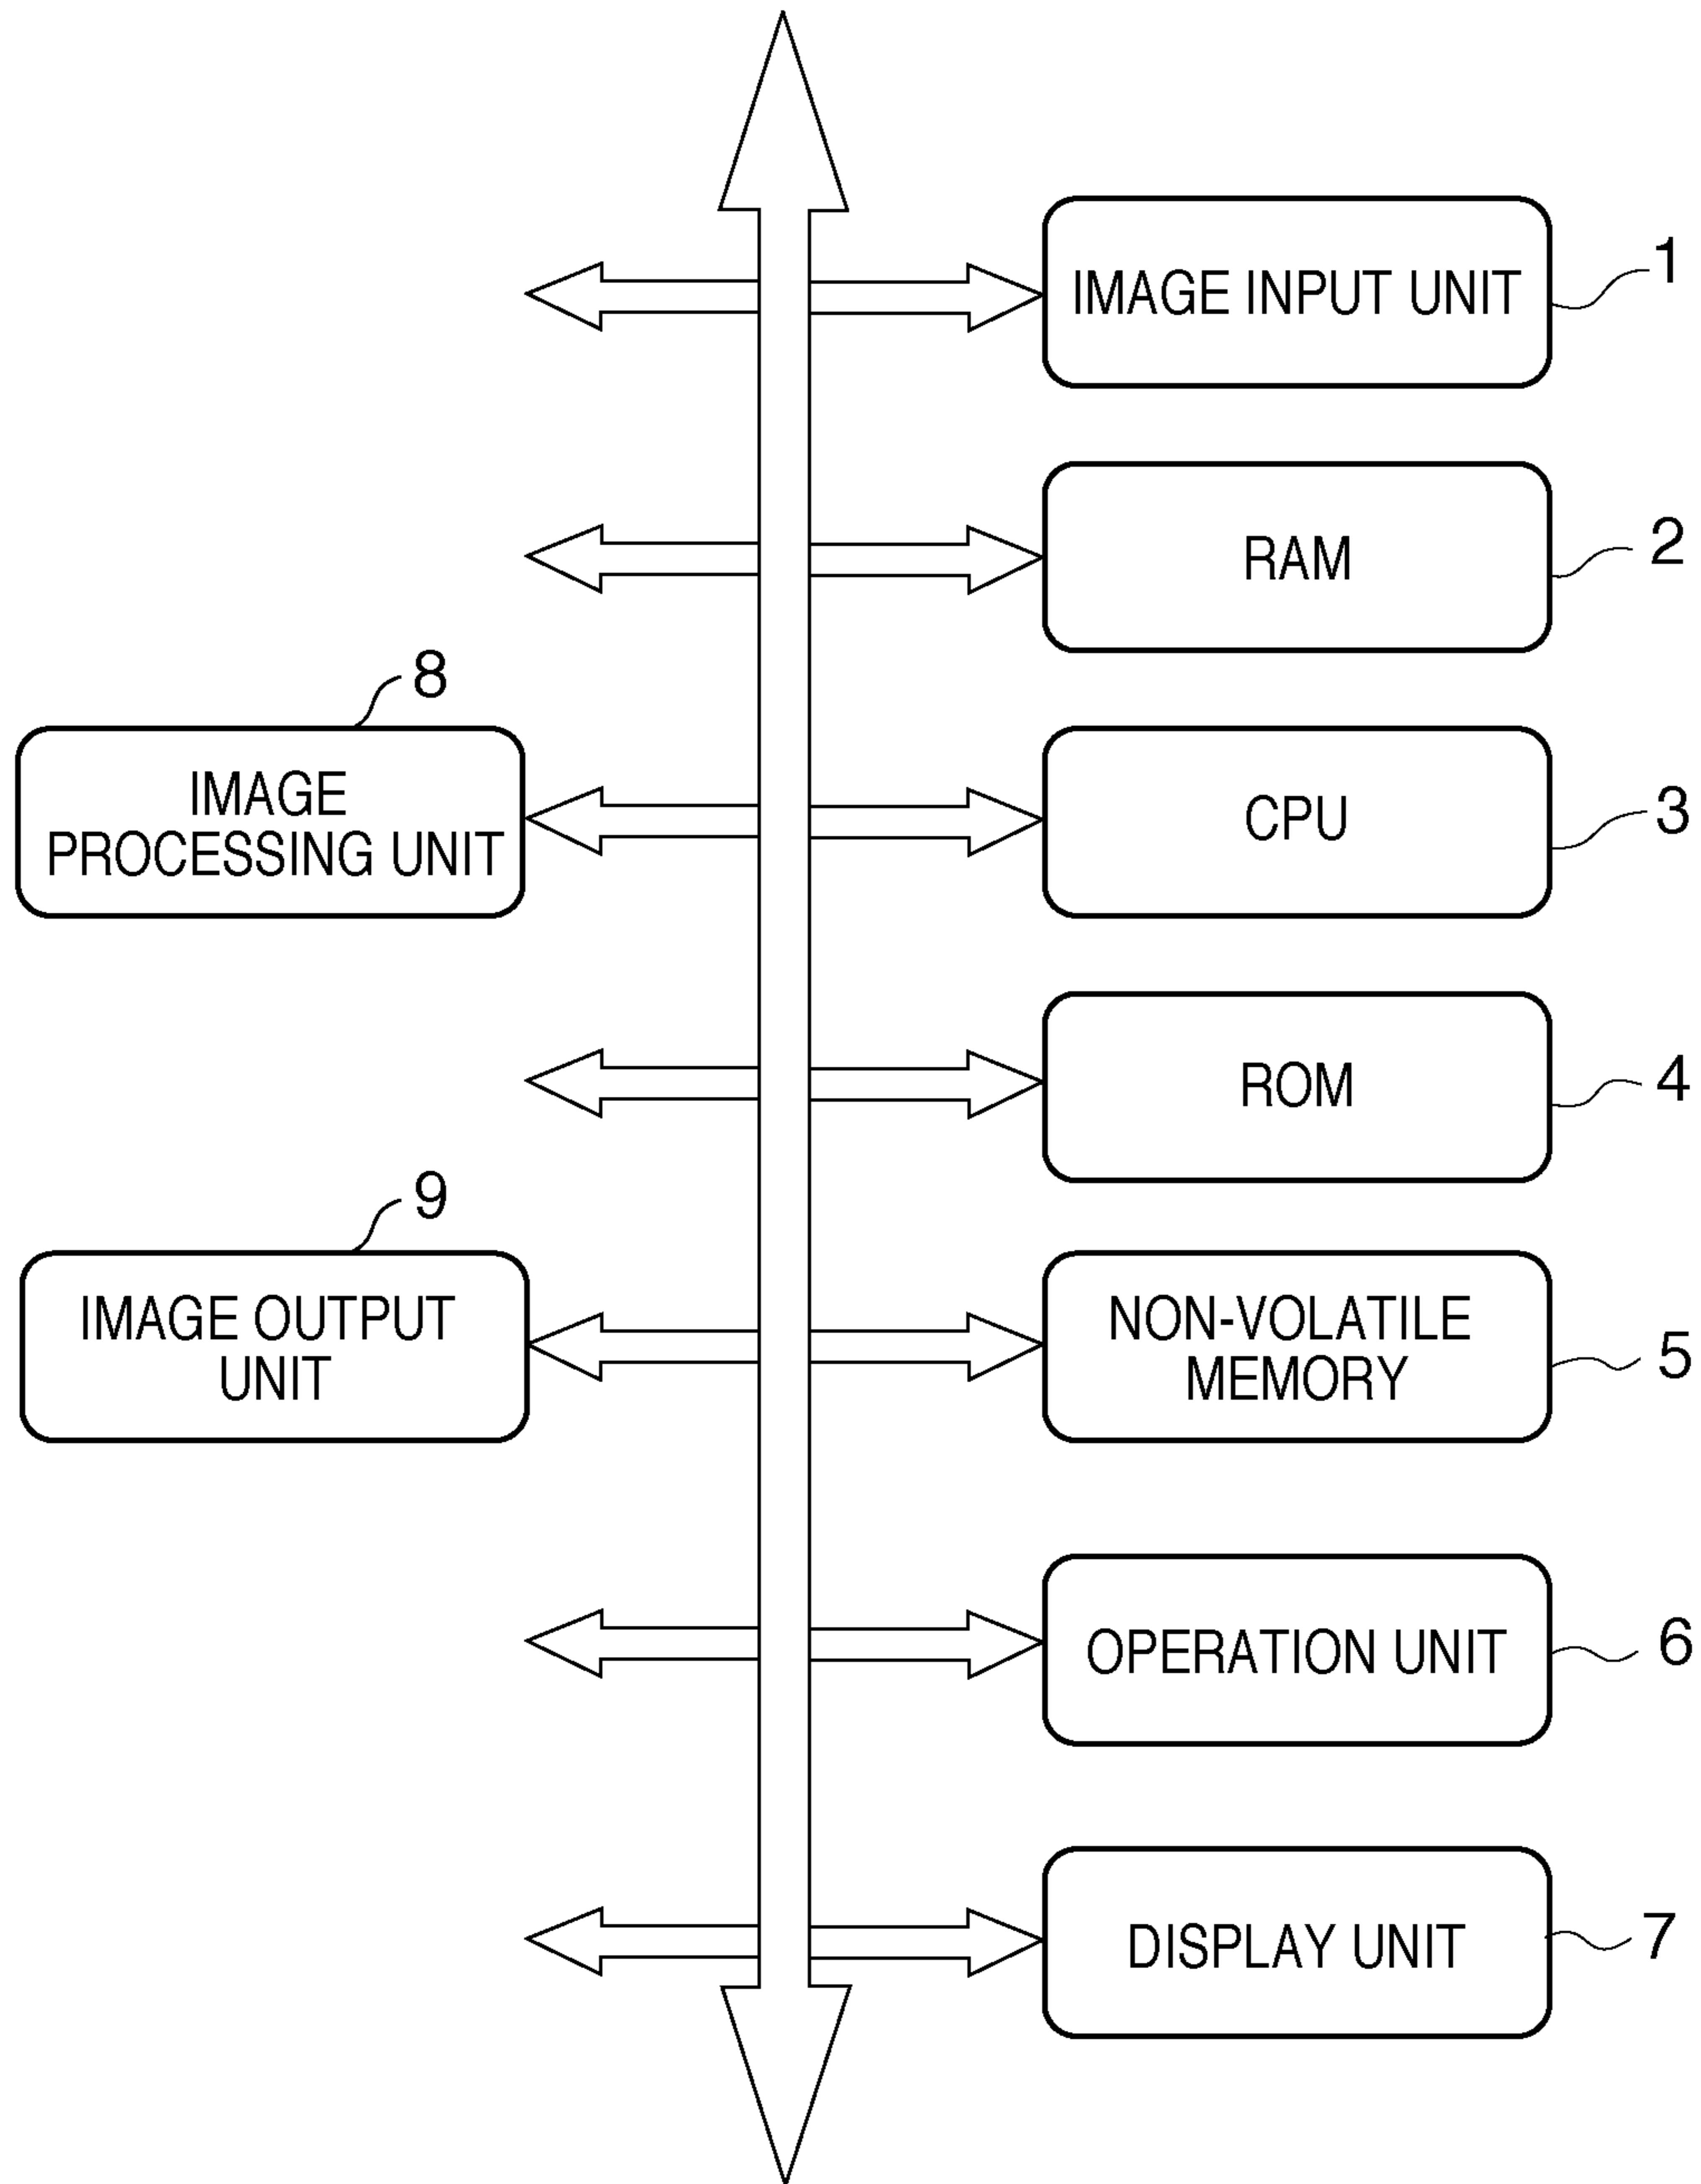 IMAGE INPUT UNIT
1
RAM
2
8
IMAGE
PROCESSING UNIT
CPU
3
ROM
4
9
IMAGE OUTPUT
UNIT
NON-VOLATILE
MEMORY
5
OPERATION UNIT
6
DISPLAY UNIT
7